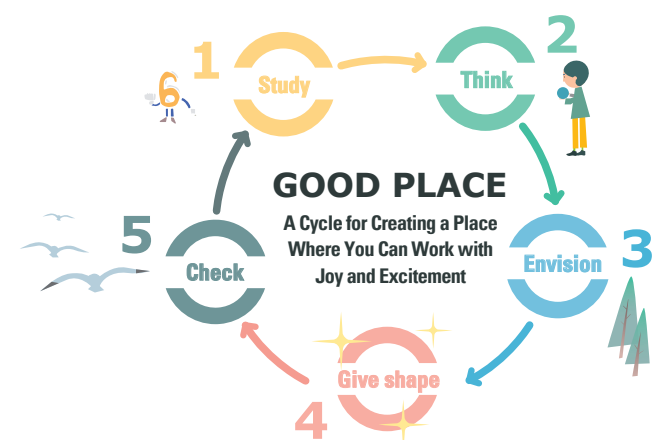 1
Study
2
Think
6
GOOD PLACE
A Cycle for Creating a Place
Where You Can Work with
Joy and Excitement
3
Envision
5
Check
4
Give shape